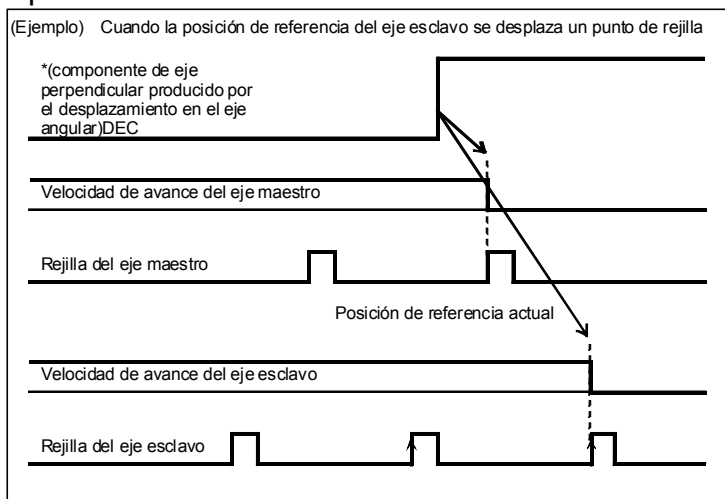 (Ejemplo) Cuando la posición de referencia del eje esclavo se desplaza un punto de rejilla
*(componente de eje
perpendicular producido por
el desplazamiento en el eje
angular)DEC
Velocidad de avance del eje maestro
Rejilla del eje maestro
Posición de referencia actual
Velocidad de avance del eje esclavo
Rejilla del eje esclavo